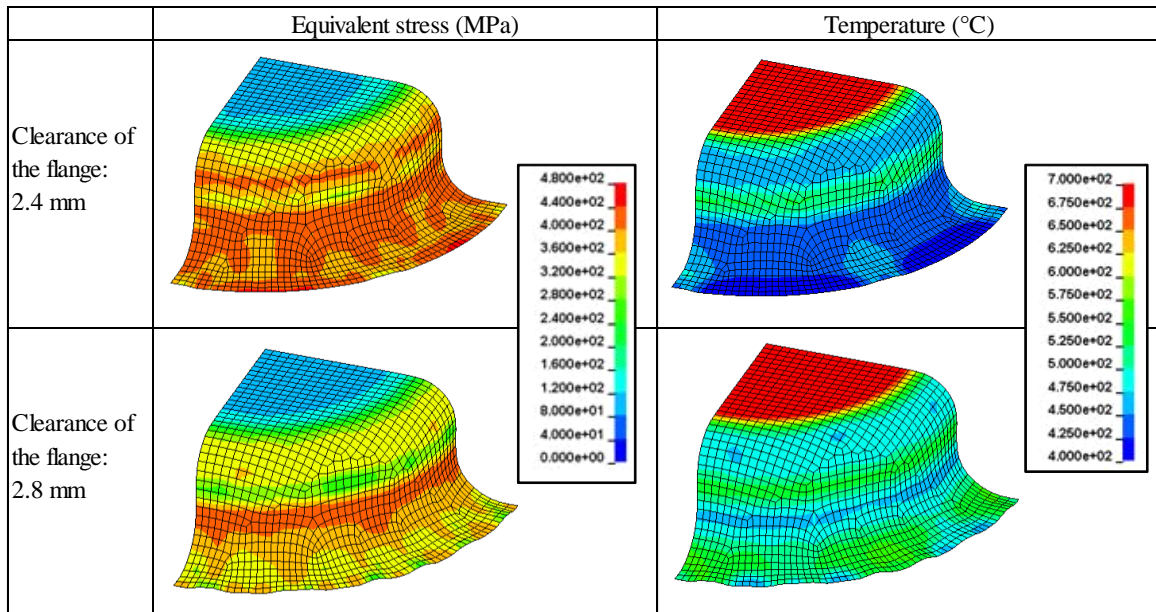 Equivalent stress (MPa)
Temperature (°C)
Clearance of
the flange:
2.4 mm
4.800e+02
4.400e+02
4.000e+02
3.600e+02
3.200e+02
2.800e+02
2.400e+02
2.000e+02
1.600e+02
1.200e+02
8.000e+01
4.000e+01
0.000e+00
7.000e+02
6.750e+02
6.500e+02
6.250e+02
6.000e+02
5.750e+02
5.500e+02
5.250e+02
5.000e+02
4.750e+02
4.500e+02
4.250e+02
4.000e+02
Clearance of
the flange:
2.8 mm